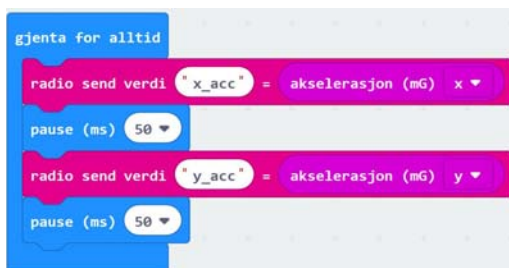 gjenta for alltid
radio send verdi "x_acc" = akselerasjon (mG) x
pause (ms) 50
radio send verdi "y_acc" = akselerasjon (mG) y
pause (ms) 50